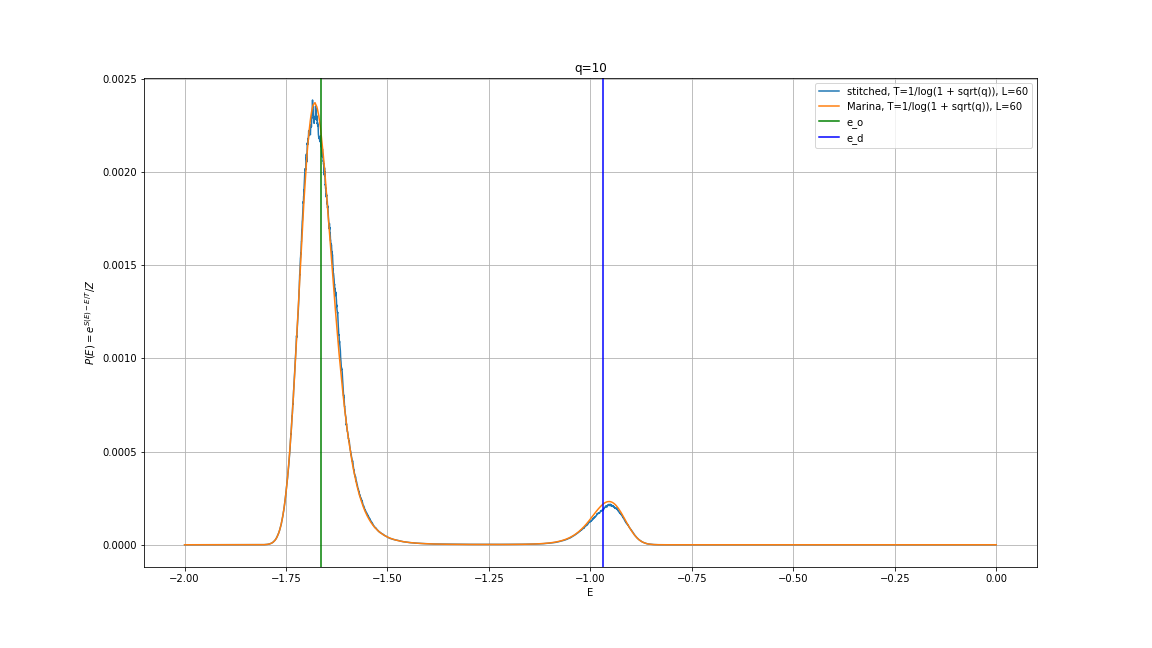 q=10
stitched, T=1/log(1 + sqrt(q)), L=60
Marina, T=1/log(1 + sqrt(q)), L=60
e_o
e_d
0.0025
0.0020
0.0015
0.0010
0.0005
0.0000
P(E) = e^{S(E) − E/T}/Z
−2.00 −1.75 −1.50 −1.25 −1.00 −0.75 −0.50 −0.25 0.00
E